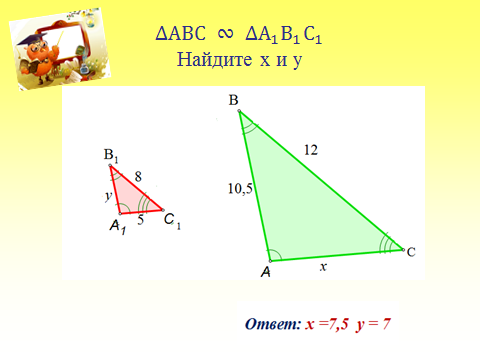 ΔABC ∾ ΔA₁B₁C₁
Найдите x и y
B
B₁
8
12
y
10,5
A₁
5
C₁
A
x
C
Ответ: x =7,5 y = 7